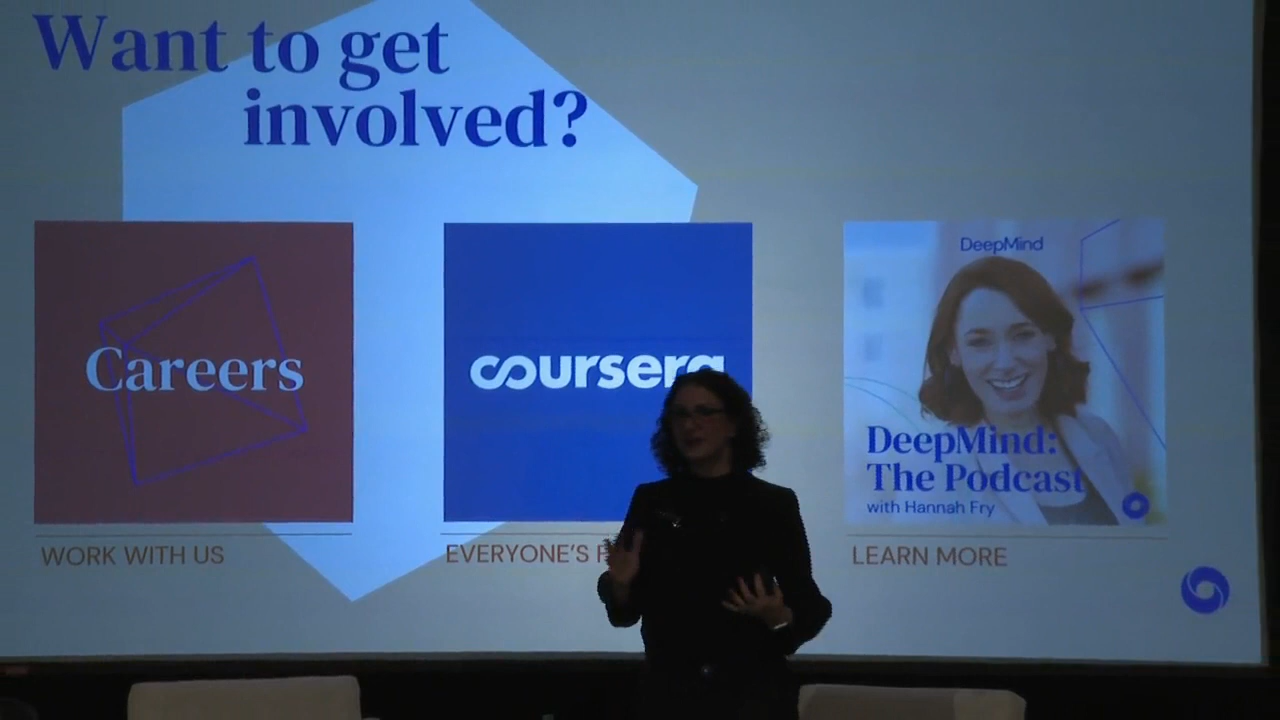 Want to get
involved?
Careers
coursera
DeepMind
DeepMind:
The Podcast
with Hannah Fry
WORK WITH US
EVERYONE'S
LEARN MORE